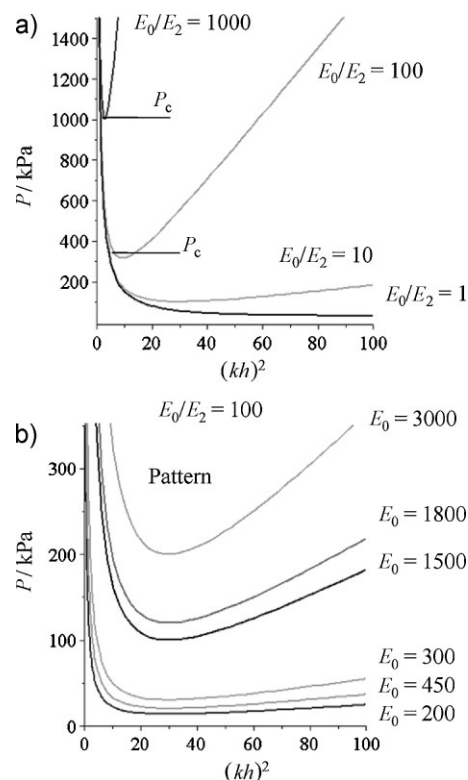 a)
E₀/E₂ = 1000
E₀/E₂ = 100
E₀/E₂ = 10
E₀/E₂ = 1
P_c
P_c
P / kPa
1400
1200
1000
800
600
400
200
0 20 40 60 80 100
(kh)²
b)
E₀/E₂ = 100
Pattern
E₀ = 3000
E₀ = 1800
E₀ = 1500
E₀ = 300
E₀ = 450
E₀ = 200
P / kPa
300
200
100
0
0 20 40 60 80 100
(kh)²